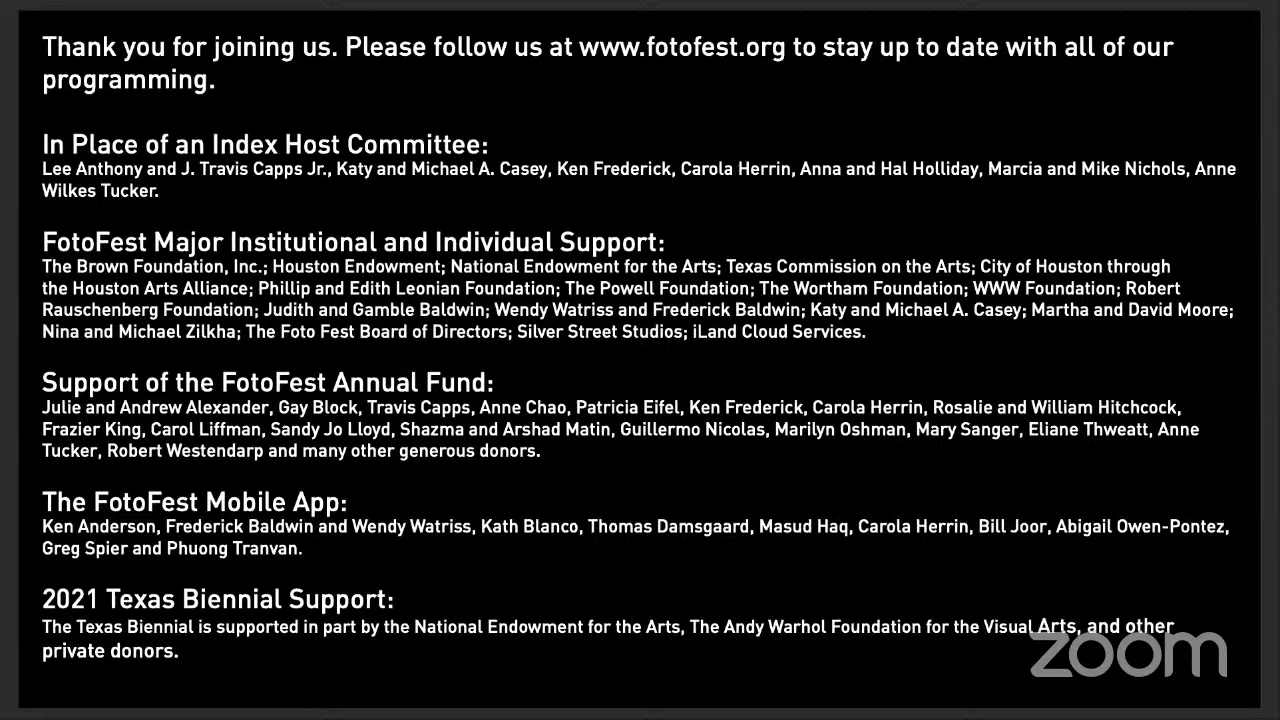 Thank you for joining us. Please follow us at www.fotofest.org to stay up to date with all of our
programming.
In Place of an Index Host Committee:
Lee Anthony and J. Travis Capps Jr., Katy and Michael A. Casey, Ken Frederick, Carola Herrin, Anna and Hal Holliday, Marcia and Mike Nichols, Anne
Wilkes Tucker.
FotoFest Major Institutional and Individual Support:
The Brown Foundation, Inc.; Houston Endowment; National Endowment for the Arts; Texas Commission on the Arts; City of Houston through
the Houston Arts Alliance; Phillip and Edith Leonian Foundation; The Powell Foundation; The Wortham Foundation; WWW Foundation; Robert
Rauschenberg Foundation; Judith and Gamble Baldwin; Wendy Watriss and Frederick Baldwin; Katy and Michael A. Casey; Martha and David Moore;
Nina and Michael Zilkha; The Foto Fest Board of Directors; Silver Street Studios; iLand Cloud Services.
Support of the FotoFest Annual Fund:
Julie and Andrew Alexander, Gay Block, Travis Capps, Anne Chao, Patricia Eifel, Ken Frederick, Carola Herrin, Rosalie and William Hitchcock,
Frazier King, Carol Liffman, Sandy Jo Lloyd, Shazma and Arshad Matin, Guillermo Nicolas, Marilyn Oshman, Mary Sanger, Eliane Thweatt, Anne
Tucker, Robert Westendarp and many other generous donors.
The FotoFest Mobile App:
Ken Anderson, Frederick Baldwin and Wendy Watriss, Kath Blanco, Thomas Damsgaard, Masud Haq, Carola Herrin, Bill Joor, Abigail Owen-Pontez,
Greg Spier and Phuong Tranvan.
2021 Texas Biennial Support:
The Texas Biennial is supported in part by the National Endowment for the Arts, The Andy Warhol Foundation for the Visual Arts, and other
private donors.
zoom